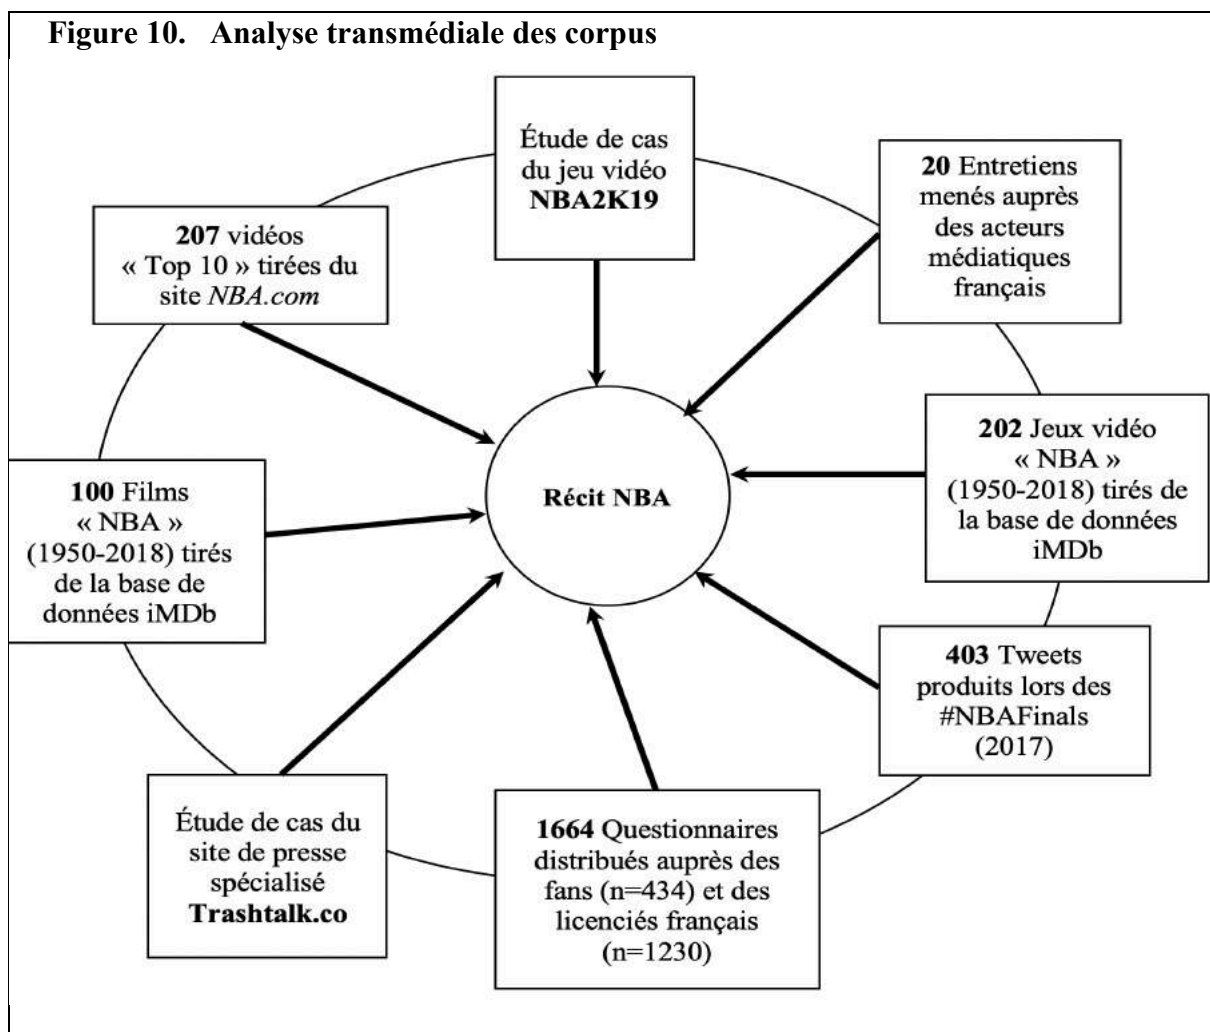 Figure 10. Analyse transmédiale des corpus
Étude de cas
du jeu vidéo
NBA2K19
20 Entretiens
menés auprès
des acteurs
médiatiques
français
207 vidéos
« Top 10 » tirées du
site NBA.com
202 Jeux vidéo
« NBA »
(1950-2018) tirés de
la base de données
iMDb
100 Films
« NBA »
(1950-2018) tirés
de la base de
données iMDb
Récit NBA
403 Tweets
produits lors des
#NBAFinals
(2017)
Étude de cas du
site de presse
spécialisé
Trashtalk.co
1664 Questionnaires
distribués auprès des
fans (n=434) et des
licenciés français
(n=1230)